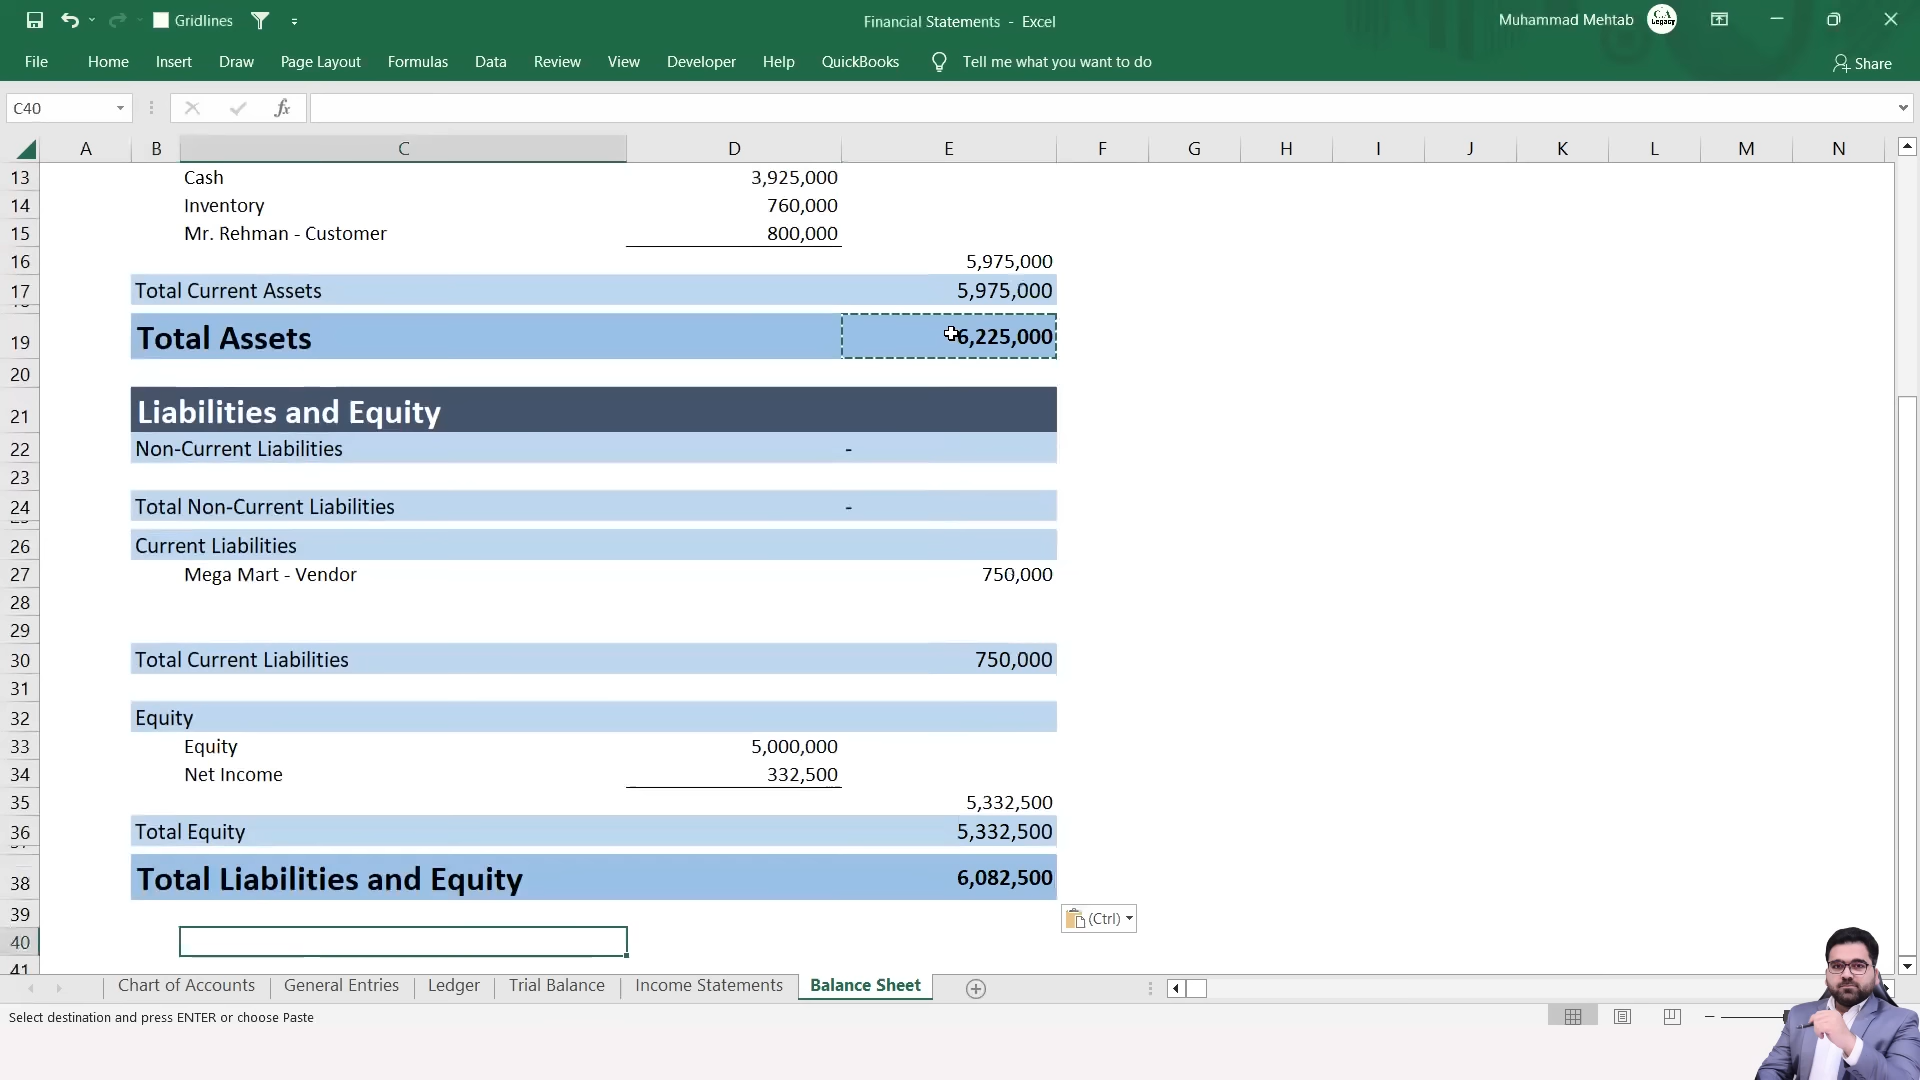 Gridlines
Financial Statements - Excel
Muhammad Mehtab
C.A Legacy
File Home Insert Draw Page Layout Formulas Data Review View Developer Help QuickBooks Tell me what you want to do
Share
C40
fx
A B C D E F G H I J K L M N
13 Cash 3,925,000
14 Inventory 760,000
15 Mr. Rehman - Customer 800,000
16 5,975,000
17 Total Current Assets 5,975,000
19 Total Assets 6,225,000
20
21 Liabilities and Equity
22 Non-Current Liabilities -
23
24 Total Non-Current Liabilities -
26 Current Liabilities
27 Mega Mart - Vendor 750,000
28
29
30 Total Current Liabilities 750,000
31
32 Equity
33 Equity 5,000,000
34 Net Income 332,500
35 5,332,500
36 Total Equity 5,332,500
38 Total Liabilities and Equity 6,082,500
39
(Ctrl)
40
41
Chart of Accounts General Entries Ledger Trial Balance Income Statements Balance Sheet
Select destination and press ENTER or choose Paste